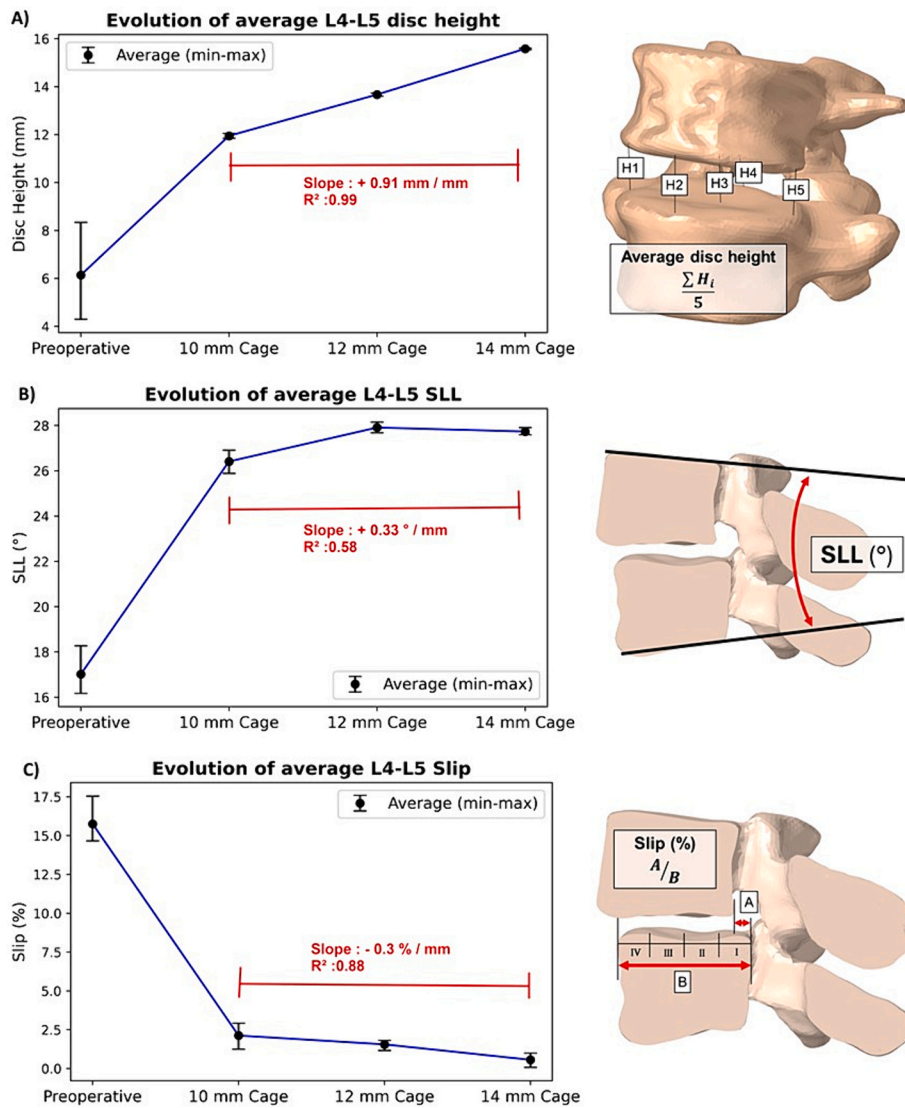 A)
Evolution of average L4-L5 disc height
16
14
12
10
8
6
4
Disc Height (mm)
Average (min-max)
Slope : + 0.91 mm / mm
R² :0.99
Preoperative
10 mm Cage
12 mm Cage
14 mm Cage
H1
H2
H3
H4
H5
Average disc height
∑ Hᵢ
5
B)
Evolution of average L4-L5 SLL
28
26
24
22
20
18
16
SLL (°)
Slope : + 0.33 ° / mm
R² :0.58
Average (min-max)
Preoperative
10 mm Cage
12 mm Cage
14 mm Cage
SLL (°)
C)
Evolution of average L4-L5 Slip
17.5
15.0
12.5
10.0
7.5
5.0
2.5
0.0
Slip (%)
Average (min-max)
Slope : - 0.3 % / mm
R² :0.88
Preoperative
10 mm Cage
12 mm Cage
14 mm Cage
Slip (%)
A/B
A
IV
III
II
I
B